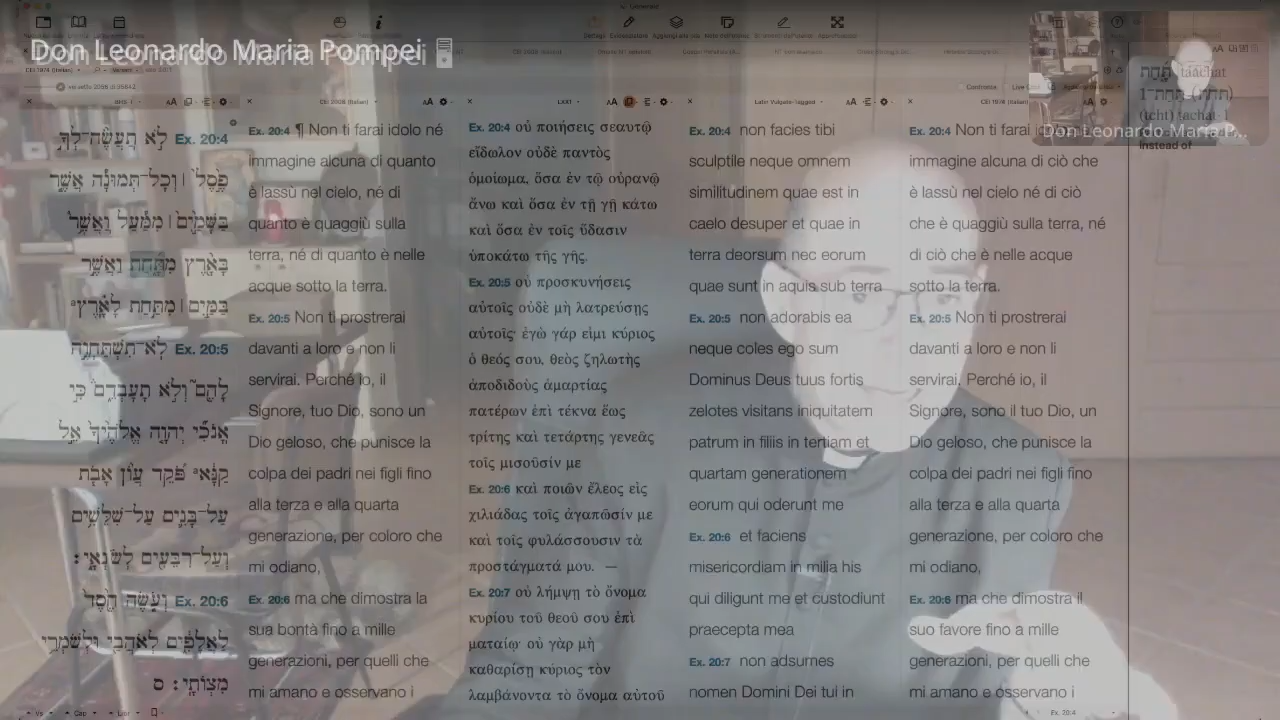 Don Leonardo Maria Pompei
Don Leonardo Maria P...
CEI 2008 (Italian)
LXX1
Latin Vulgate-tagged
לֹ֣א תַעֲשֶׂה־לְךָ֣ Ex. 20:4
פֶ֣סֶל׀ וְכָל־תְּמוּנָ֔ה אֲשֶׁ֤ר
בַּשָּׁמַ֙יִם֙׀ מִמַּ֔עַל וַֽאֲשֶׁ֥ר
בָּאָ֖רֶץ מִתָּ֑חַת וַאֲשֶׁ֥ר
בַּמַּ֖יִם׀ מִתַּ֥חַת לָאָֽרֶץ
לֹֽא־תִשְׁתַּחֲוֶ֥ה Ex. 20:5
לָהֶ֖ם וְלֹ֣א תָעָבְדֵ֑ם כִּ֣י
אָֽנֹכִ֞י יְהוָ֤ה אֱלֹהֶ֙יךָ֙ אֵ֣ל
קַנָּ֔א פֹּ֠קֵד עֲוֺ֨ן אָבֹ֧ת
עַל־בָּנִ֛ים עַל־שִׁלֵּשִׁ֥ים
וְעַל־רִבֵּעִ֖ים לְשֹׂנְאָֽי׃
וְעֹ֥שֶׂה חֶ֖סֶד Ex. 20:6
לַאֲלָפִ֑ים לְאֹהֲבַ֖י וּלְשֹׁמְרֵ֥י
מִצְוֺתָֽי׃ ס
Ex. 20:4 ¶ Non ti farai idolo né
immagine alcuna di quanto
è lassù nel cielo, né di
quanto è quaggiù sulla
terra, né di quanto è nelle
acque sotto la terra.
Ex. 20:5 Non ti prostrerai
davanti a loro e non li
servirai. Perché io, il
Signore, tuo Dio, sono un
Dio geloso, che punisce la
colpa dei padri nei figli fino
alla terza e alla quarta
generazione, per coloro che
mi odiano,
Ex. 20:6 ma che dimostra la
sua bontà fino a mille
generazioni, per quelli che
mi amano e osservano i
Ex. 20:4 οὐ ποιήσεις σεαυτῷ
εἴδωλον οὐδὲ παντὸς
ὁμοίωμα, ὅσα ἐν τῷ οὐρανῷ
ἄνω καὶ ὅσα ἐν τῇ γῇ κάτω
καὶ ὅσα ἐν τοῖς ὕδασιν
ὑποκάτω τῆς γῆς.
Ex. 20:5 οὐ προσκυνήσεις
αὐτοῖς οὐδὲ μὴ λατρεύσῃς
αὐτοῖς· ἐγὼ γάρ εἰμι κύριος
ὁ θεός σου, θεὸς ζηλωτὴς
ἀποδιδοὺς ἁμαρτίας
πατέρων ἐπὶ τέκνα ἕως
τρίτης καὶ τετάρτης γενεᾶς
τοῖς μισοῦσίν με
Ex. 20:6 καὶ ποιῶν ἔλεος εἰς
χιλιάδας τοῖς ἀγαπῶσίν με
καὶ τοῖς φυλάσσουσιν τὰ
προστάγματά μου. —
Ex. 20:7 οὐ λήμψῃ τὸ ὄνομα
κυρίου τοῦ θεοῦ σου ἐπὶ
ματαίῳ· οὐ γὰρ μὴ
καθαρίσῃ κύριος τὸν
λαμβάνοντα τὸ ὄνομα αὐτοῦ
Ex. 20:4 non facies tibi
sculptile neque omnem
similitudinem quae est in
caelo desuper et quae in
terra deorsum nec eorum
quae sunt in aquis sub terra
Ex. 20:5 non adorabis ea
neque coles ego sum
Dominus Deus tuus fortis
zelotes visitans iniquitatem
patrum in filiis in tertiam et
quartam generationem
eorum qui oderunt me
Ex. 20:6 et faciens
misericordiam in milia his
qui diligunt me et custodiunt
praecepta mea
Ex. 20:7 non adsumes
nomen Domini Dei tui in
Ex. 20:4 Non ti farai
immagine alcuna di ciò che
è lassù nel cielo né di ciò
che è quaggiù sulla terra, né
di ciò che è nelle acque
sotto la terra.
Ex. 20:5 Non ti prostrerai
davanti a loro e non li
servirai. Perché io, il
Signore, sono il tuo Dio, un
Dio geloso, che punisce la
colpa dei padri nei figli fino
alla terza e alla quarta
generazione, per coloro che
mi odiano,
Ex. 20:6 ma che dimostra il
suo favore fino a mille
generazioni, per quelli che
mi amano e osservano i
Ex. 20:4
תַּחַת taachat
(תחת) תַּחַת-1
(tcht) tachat-1
Instead of